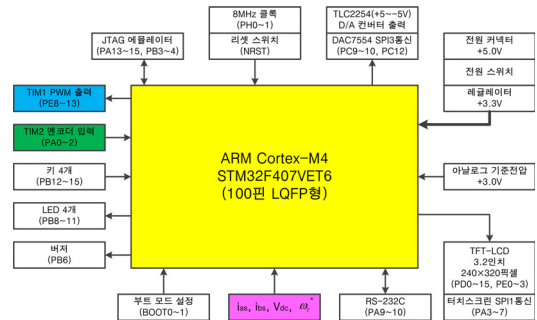 JTAG 에뮬레이터
(PA13~15, PB3~4)
8MHz 클록
(PH0~1)
리셋 스위치
(NRST)
TLC2254(+5~-5V)
D/A 컨버터 출력
DAC7554 SPI3통신
(PC9~10, PC12)
전원 커넥터
+5.0V
전원 스위치
레귤레이터
+3.3V
TIM1 PWM 출력
(PE8~13)
TIM2 엔코더 입력
(PA0~2)
키 4개
(PB12~15)
LED 4개
(PB8~11)
버저
(PB6)
ARM Cortex-M4
STM32F407VET6
(100핀 LQFP형)
아날로그 기준전압
+3.0V
TFT-LCD
3.2인치
240×320픽셀
(PD0~15, PE0~3)
터치스크린 SPI1통신
(PA3~7)
부트 모드 설정
(BOOT0~1)
ias, ibs, Vdc, ωr*
RS-232C
(PA9~10)